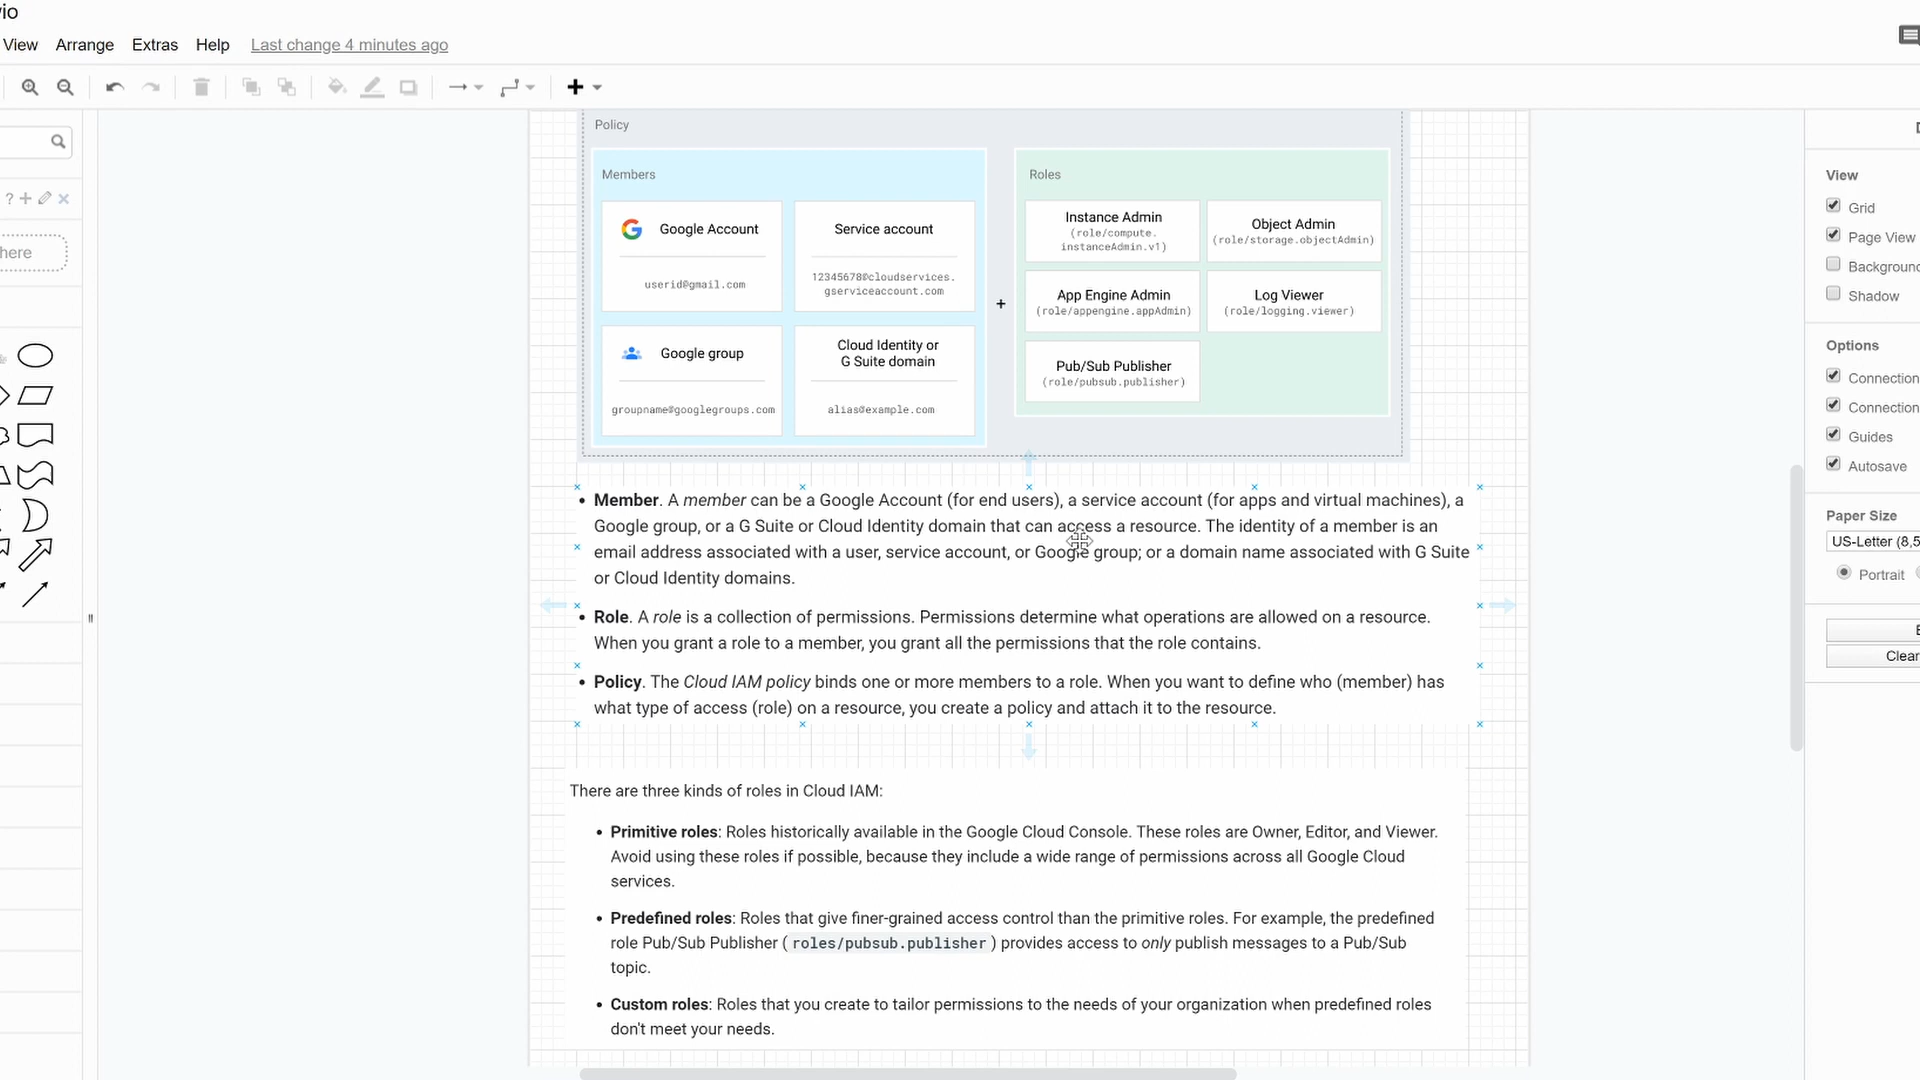 io
View Arrange Extras Help Last change 4 minutes ago
here
Policy
Members
Google Account
userid@gmail.com
Service account
12345678@cloudservices.
gserviceaccount.com
Google group
groupname@googlegroups.com
Cloud Identity or
G Suite domain
alias@example.com
+
Roles
Instance Admin
(role/compute.
instanceAdmin.v1)
Object Admin
(role/storage.objectAdmin)
App Engine Admin
(role/appengine.appAdmin)
Log Viewer
(role/logging.viewer)
Pub/Sub Publisher
(role/pubsub.publisher)
• Member. A member can be a Google Account (for end users), a service account (for apps and virtual machines), a
Google group, or a G Suite or Cloud Identity domain that can access a resource. The identity of a member is an
email address associated with a user, service account, or Google group; or a domain name associated with G Suite
or Cloud Identity domains.
• Role. A role is a collection of permissions. Permissions determine what operations are allowed on a resource.
When you grant a role to a member, you grant all the permissions that the role contains.
• Policy. The Cloud IAM policy binds one or more members to a role. When you want to define who (member) has
what type of access (role) on a resource, you create a policy and attach it to the resource.
There are three kinds of roles in Cloud IAM:
• Primitive roles: Roles historically available in the Google Cloud Console. These roles are Owner, Editor, and Viewer.
Avoid using these roles if possible, because they include a wide range of permissions across all Google Cloud
services.
• Predefined roles: Roles that give finer-grained access control than the primitive roles. For example, the predefined
role Pub/Sub Publisher ( roles/pubsub.publisher ) provides access to only publish messages to a Pub/Sub
topic.
• Custom roles: Roles that you create to tailor permissions to the needs of your organization when predefined roles
don't meet your needs.
View
Grid
Page View
Background
Shadow
Options
Connection
Connection
Guides
Autosave
Paper Size
US-Letter (8,5
Portrait
Clear